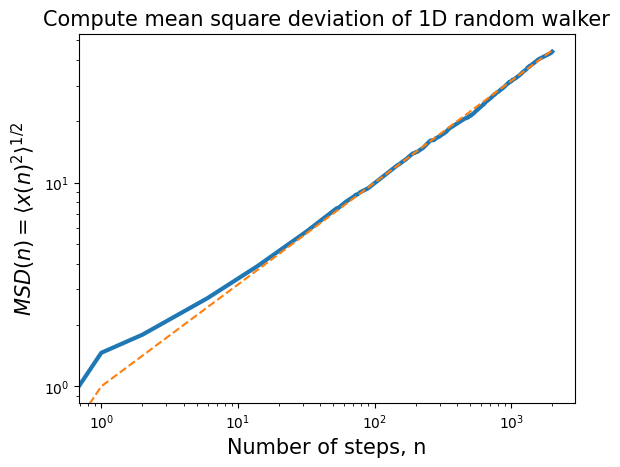 Compute mean square deviation of 1D random walker
MSD(n) = ⟨x(n)²⟩^{1/2}
10¹
10⁰
10⁰ 10¹ 10² 10³
Number of steps, n